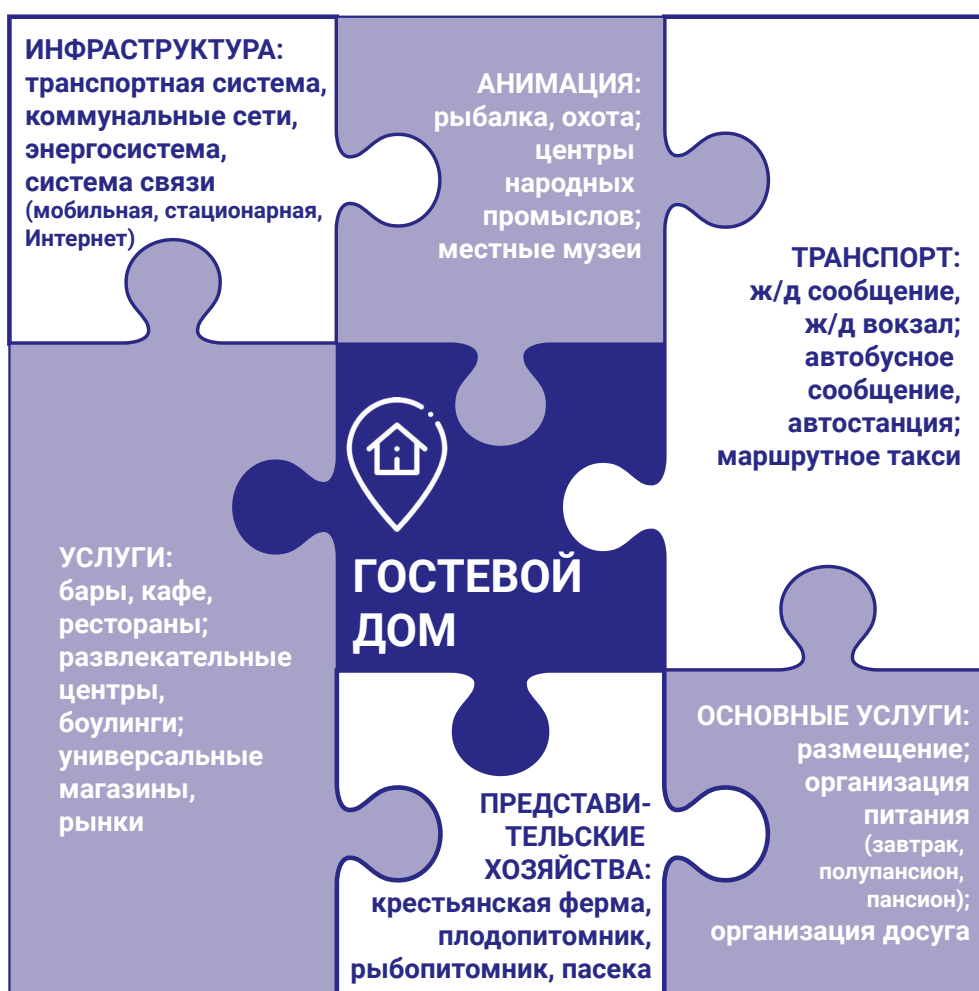 ИНФРАСТРУКТУРА:
транспортная система,
коммунальные сети,
энергосистема,
система связи
(мобильная, стационарная,
Интернет)
АНИМАЦИЯ:
рыбалка, охота;
центры
народных
промыслов;
местные музеи
ТРАНСПОРТ:
ж/д сообщение,
ж/д вокзал;
автобусное
сообщение,
автостанция;
маршрутное такси
УСЛУГИ:
бары, кафе,
рестораны;
развлекательные
центры,
боулинги;
универсальные
магазины,
рынки
ГОСТЕВОЙ
ДОМ
ПРЕДСТАВИ-
ТЕЛЬСКИЕ
ХОЗЯЙСТВА:
крестьянская ферма,
плодопитомник,
рыбопитомник, пасека
ОСНОВНЫЕ УСЛУГИ:
размещение;
организация
питания
(завтрак,
полупансион,
пансион);
организация досуга